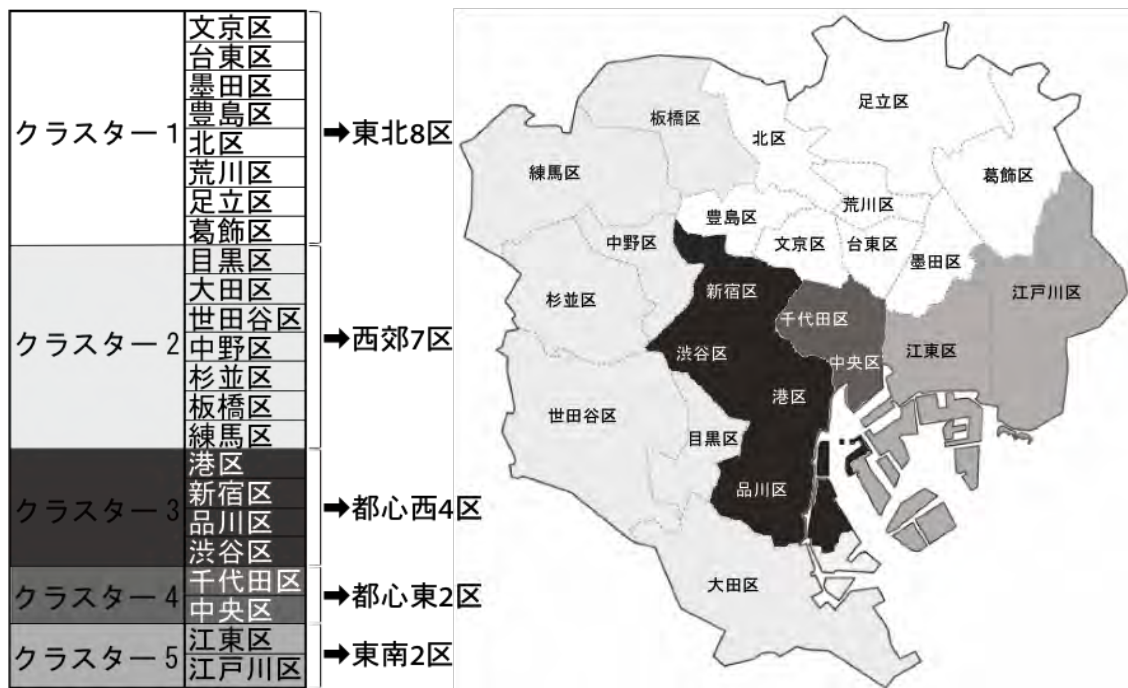 クラスター1
文京区
台東区
墨田区
豊島区
北区
荒川区
足立区
葛飾区
➡東北8区
クラスター2
目黒区
大田区
世田谷区
中野区
杉並区
板橋区
練馬区
➡西郊7区
クラスター3
港区
新宿区
品川区
渋谷区
➡都心西4区
クラスター4
千代田区
中央区
➡都心東2区
クラスター5
江東区
江戸川区
➡東南2区
足立区
板橋区
北区
練馬区
葛飾区
荒川区
豊島区
中野区
文京区
台東区
墨田区
新宿区
江戸川区
杉並区
千代田区
渋谷区
中央区
江東区
港区
世田谷区
目黒区
品川区
大田区